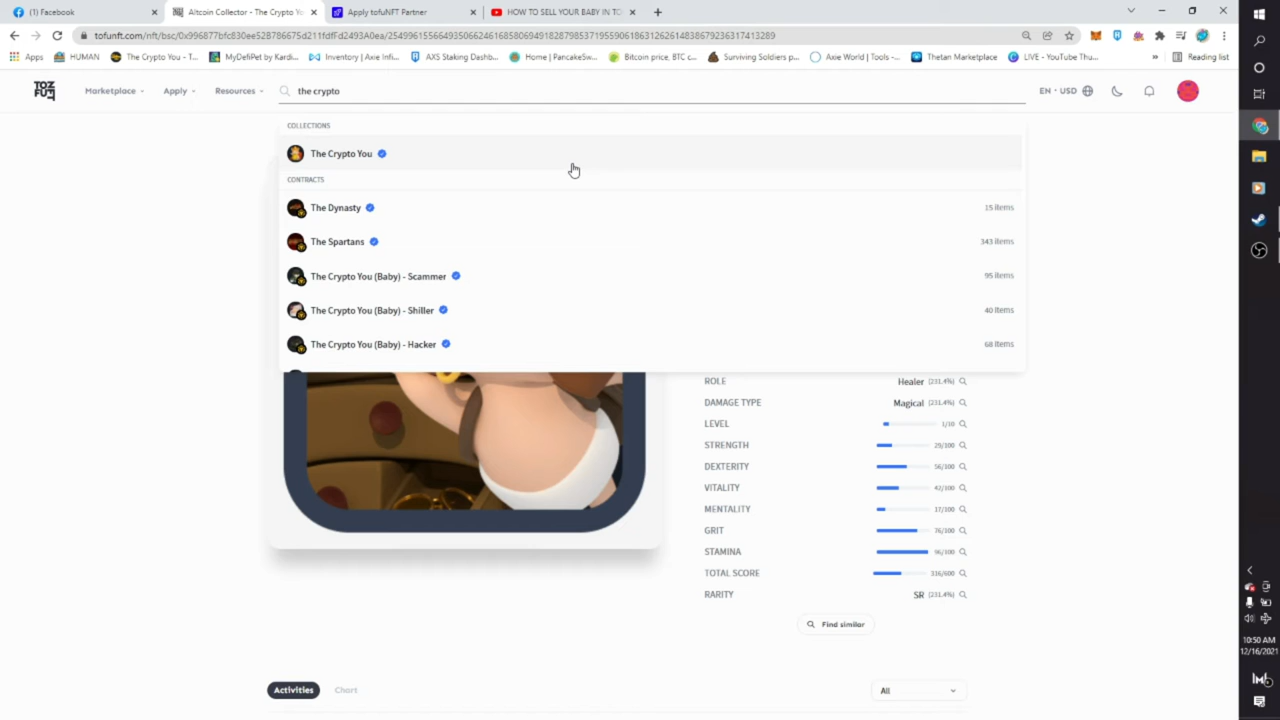 (1) Facebook
Altcoin Collector - The Crypto Yo
Apply tofuNFT Partner
HOW TO SELL YOUR BABY IN TO
tofunft.com/nft/bsc/0x996877bfc830ee52B786675d211fdfFd2493A0ea/
Apps
HUMAN
The Crypto You - T...
MyDefiPet by Kardi...
Inventory | Axie Infi...
AXS Staking Dashb...
Home | PancakeSw...
Bitcoin price, BTC c...
Surviving Soldiers p...
Axie World | Tools -...
Thetan Marketplace
LIVE - YouTube Thu...
»
Reading list
Marketplace
Apply
Resources
the crypto
EN · USD
COLLECTIONS
The Crypto You
CONTRACTS
The Dynasty
15 items
The Spartans
343 items
The Crypto You (Baby) - Scammer
95 items
The Crypto You (Baby) - Shiller
40 items
The Crypto You (Baby) - Hacker
68 items
ROLE
Healer (231.4%)
DAMAGE TYPE
Magical (231.4%)
LEVEL
1/10
STRENGTH
29/100
DEXTERITY
56/100
VITALITY
42/100
MENTALITY
17/100
GRIT
76/100
STAMINA
96/100
TOTAL SCORE
316/600
RARITY
SR (231.4%)
Find similar
Activities
Chart
All
10:50 AM
12/16/2021